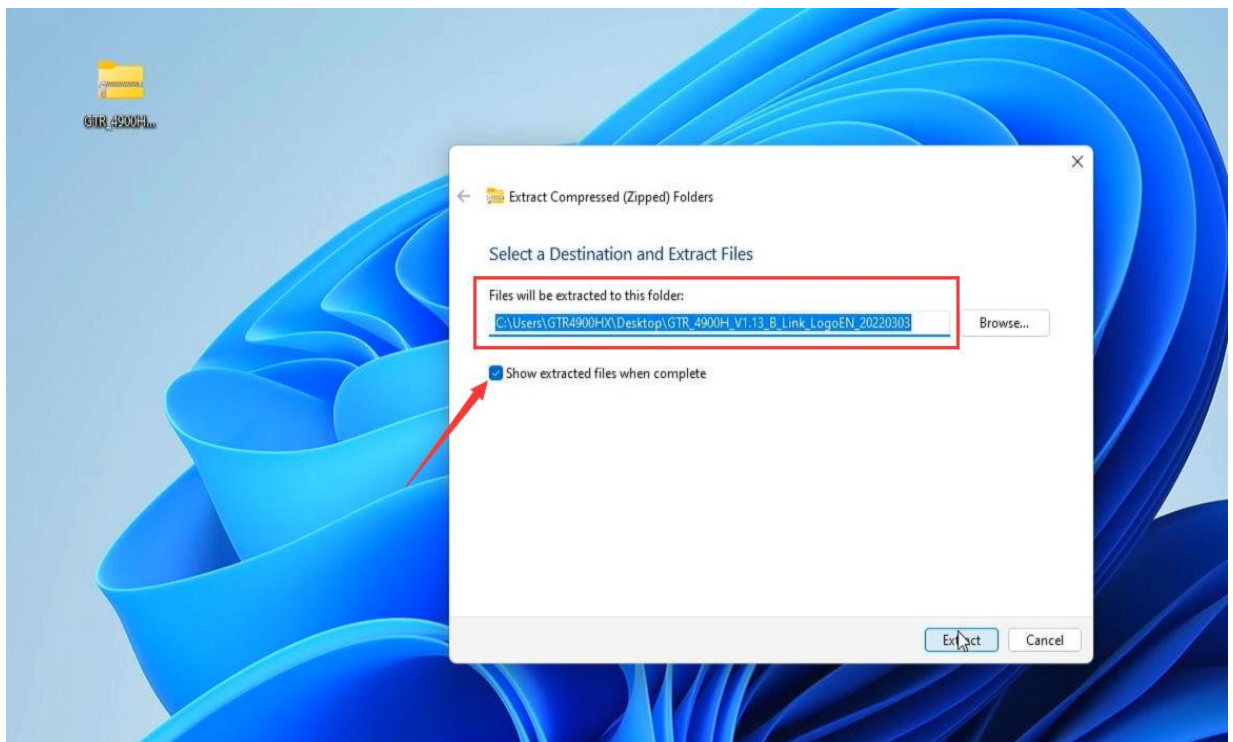 GTR_4900H...
Extract Compressed (Zipped) Folders
Select a Destination and Extract Files
Files will be extracted to this folder:
C:\Users\GTR4900HX\Desktop\GTR_4900H_V1.13_B_Link_LogoEN_20220303
Browse...
Show extracted files when complete
Extract
Cancel